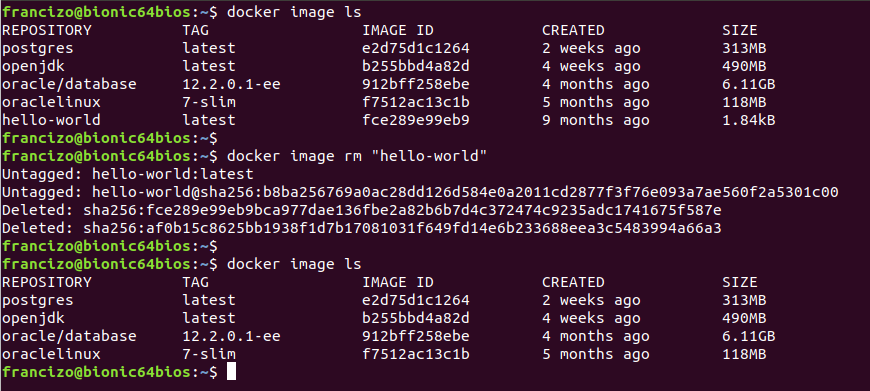 francizo@bionic64bios:~$ docker image ls
REPOSITORY TAG IMAGE ID CREATED SIZE
postgres latest e2d75d1c1264 2 weeks ago 313MB
openjdk latest b255bbd4a82d 4 weeks ago 490MB
oracle/database 12.2.0.1-ee 912bff258ebe 4 months ago 6.11GB
oraclelinux 7-slim f7512ac13c1b 5 months ago 118MB
hello-world latest fce289e99eb9 9 months ago 1.84kB
francizo@bionic64bios:~$
francizo@bionic64bios:~$ docker image rm "hello-world"
Untagged: hello-world:latest
Untagged: hello-world@sha256:b8ba256769a0ac28dd126d584e0a2011cd2877f3f76e093a7ae560f2a5301c00
Deleted: sha256:fce289e99eb9bca977dae136fbe2a82b6b7d4c372474c9235adc1741675f587e
Deleted: sha256:af0b15c8625bb1938f1d7b17081031f649fd14e6b233688eea3c5483994a66a3
francizo@bionic64bios:~$
francizo@bionic64bios:~$ docker image ls
REPOSITORY TAG IMAGE ID CREATED SIZE
postgres latest e2d75d1c1264 2 weeks ago 313MB
openjdk latest b255bbd4a82d 4 weeks ago 490MB
oracle/database 12.2.0.1-ee 912bff258ebe 4 months ago 6.11GB
oraclelinux 7-slim f7512ac13c1b 5 months ago 118MB
francizo@bionic64bios:~$